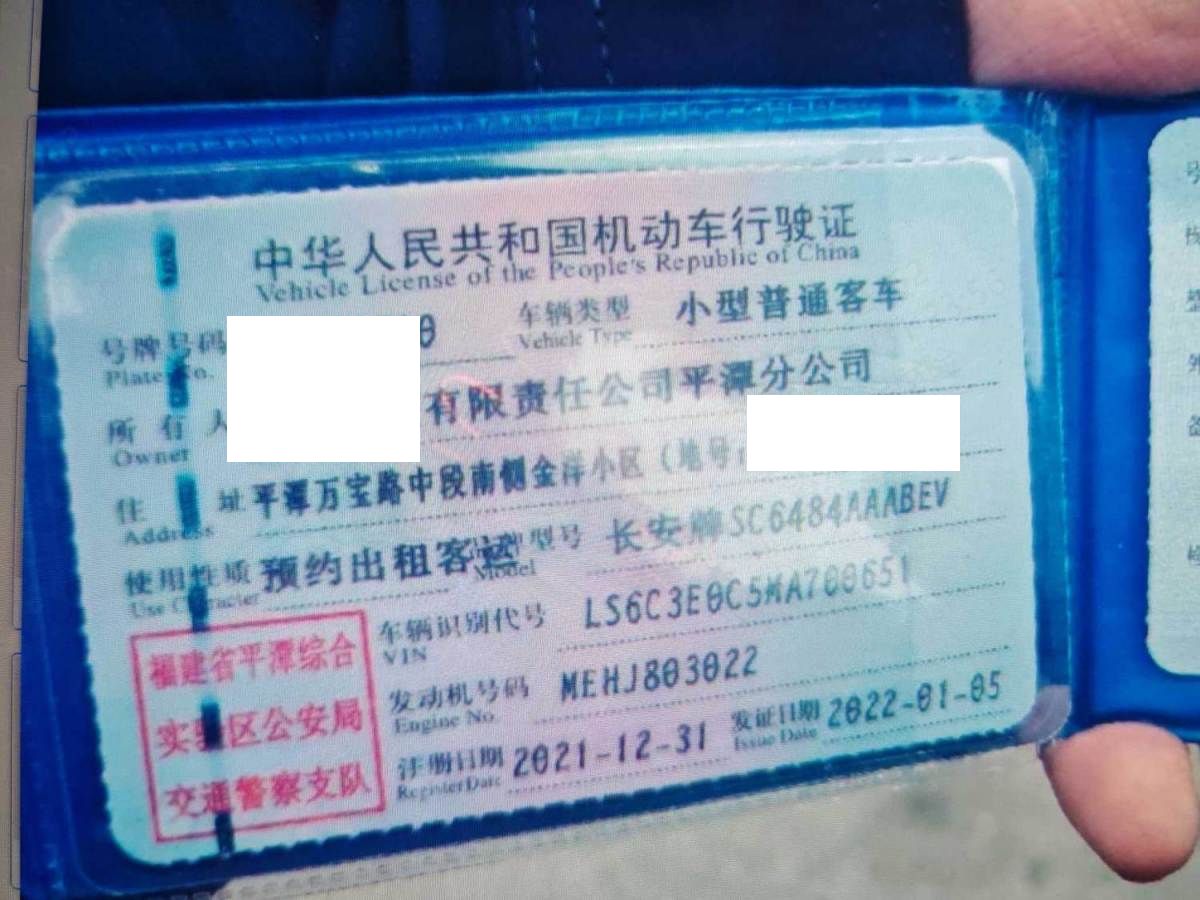 中华人民共和国机动车行驶证
Vehicle License of the People's Republic of China
号牌号码 0 车辆类型 小型普通客车
Plate No. Vehicle Type
所有人 有限责任公司平潭分公司
Owner
住址 平潭万宝路中段南侧金洋小区（地号:
Address
使用性质 预约出租客运 型号 长安牌SC6484AAABEV
Use Character Model
车辆识别代号 LS6C3E0C5MA700651
VIN
发动机号码 MEHJ803022
Engine No.
注册日期 2021-12-31 发证日期 2022-01-05
Register Date Issue Date
福建省平潭综合
实验区公安局
交通警察支队